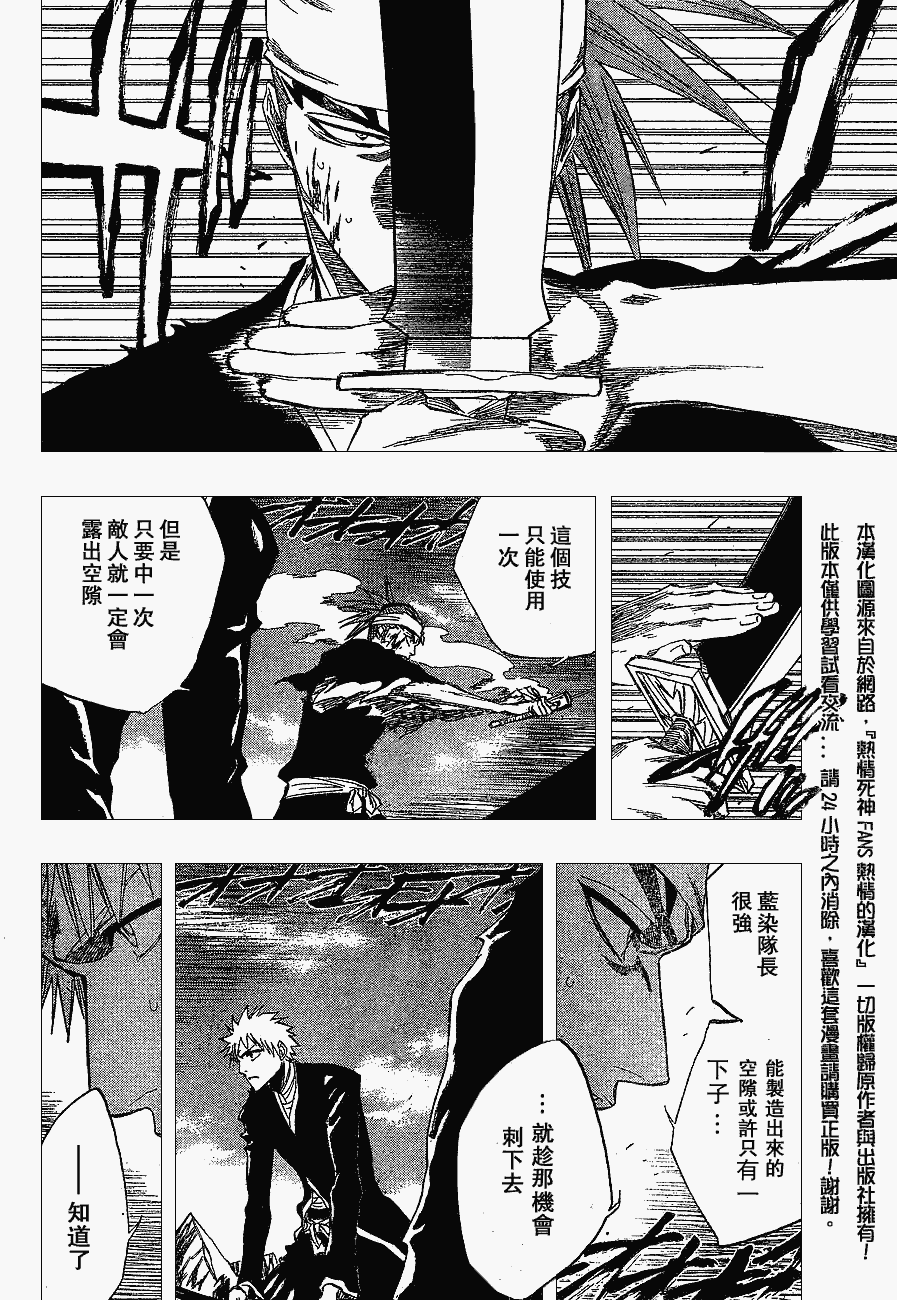 這個技
只能使用
一次
但是
只要中一次
敵人就一定會
露出空隙
藍染隊長
很強
能製造出來的
空隙或許只有一
下子…
…就趁那機會
刺下去
——知道了
本漢化圖源來自於網路，『熱情死神FANS熱情的漢化』一切版權歸原作者與出版社擁有！
此版本僅供學習試看交流… 請24小時之內消除，喜歡這套漫畫請購買正版！謝謝。